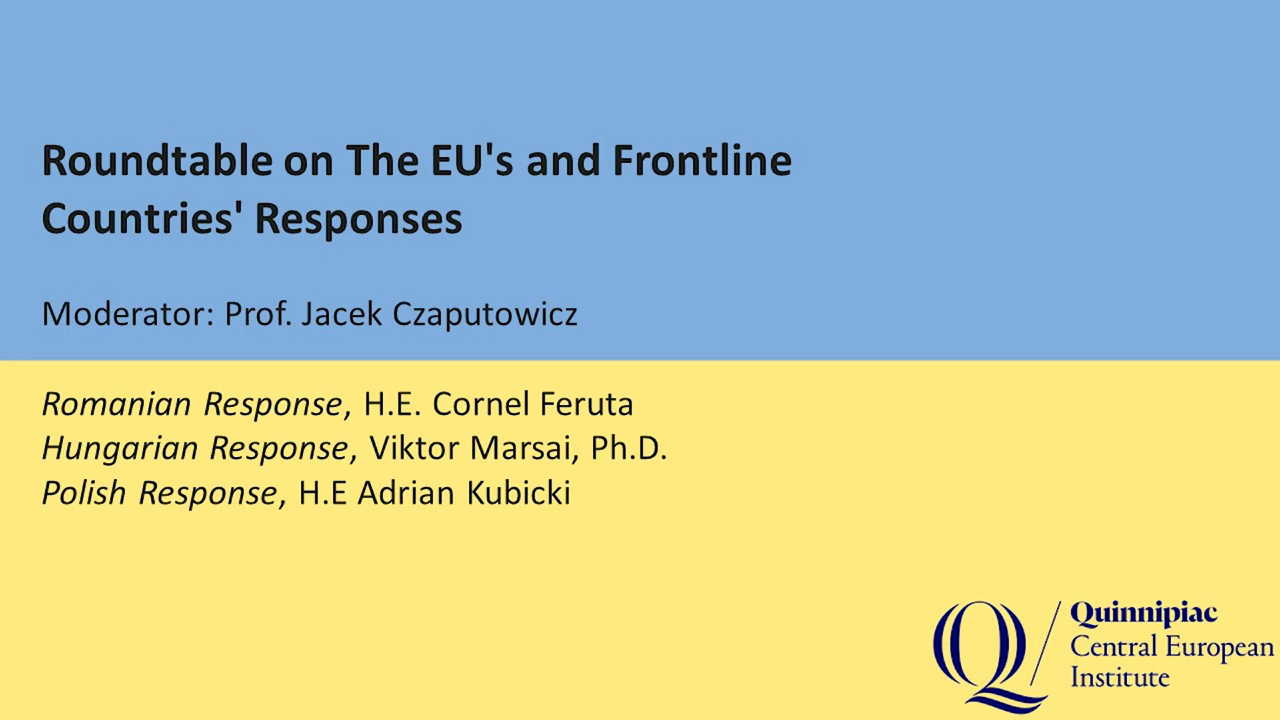 Roundtable on The EU's and Frontline
Countries' Responses
Moderator: Prof. Jacek Czaputowicz
Romanian Response, H.E. Cornel Feruta
Hungarian Response, Viktor Marsai, Ph.D.
Polish Response, H.E Adrian Kubicki
Quinnipiac
Central European
Institute